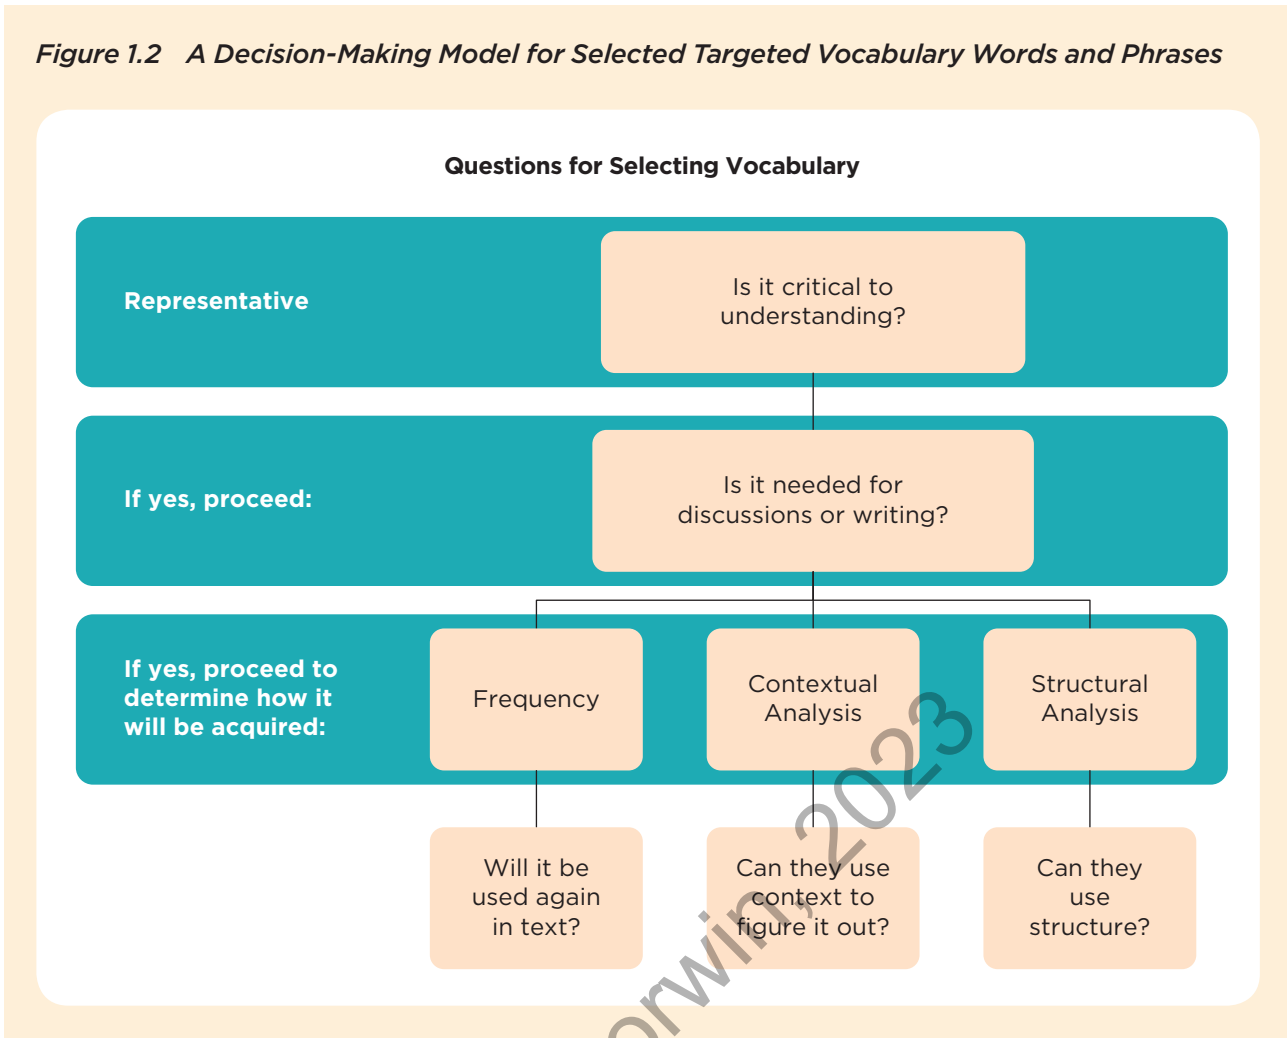 Figure 1.2 A Decision-Making Model for Selected Targeted Vocabulary Words and Phrases
Questions for Selecting Vocabulary
Representative
Is it critical to
understanding?
If yes, proceed:
Is it needed for
discussions or writing?
If yes, proceed to
determine how it
will be acquired:
Frequency
Contextual
Analysis
Structural
Analysis
Will it be
used again
in text?
Can they use
context to
figure it out?
Can they
use
structure?
2023